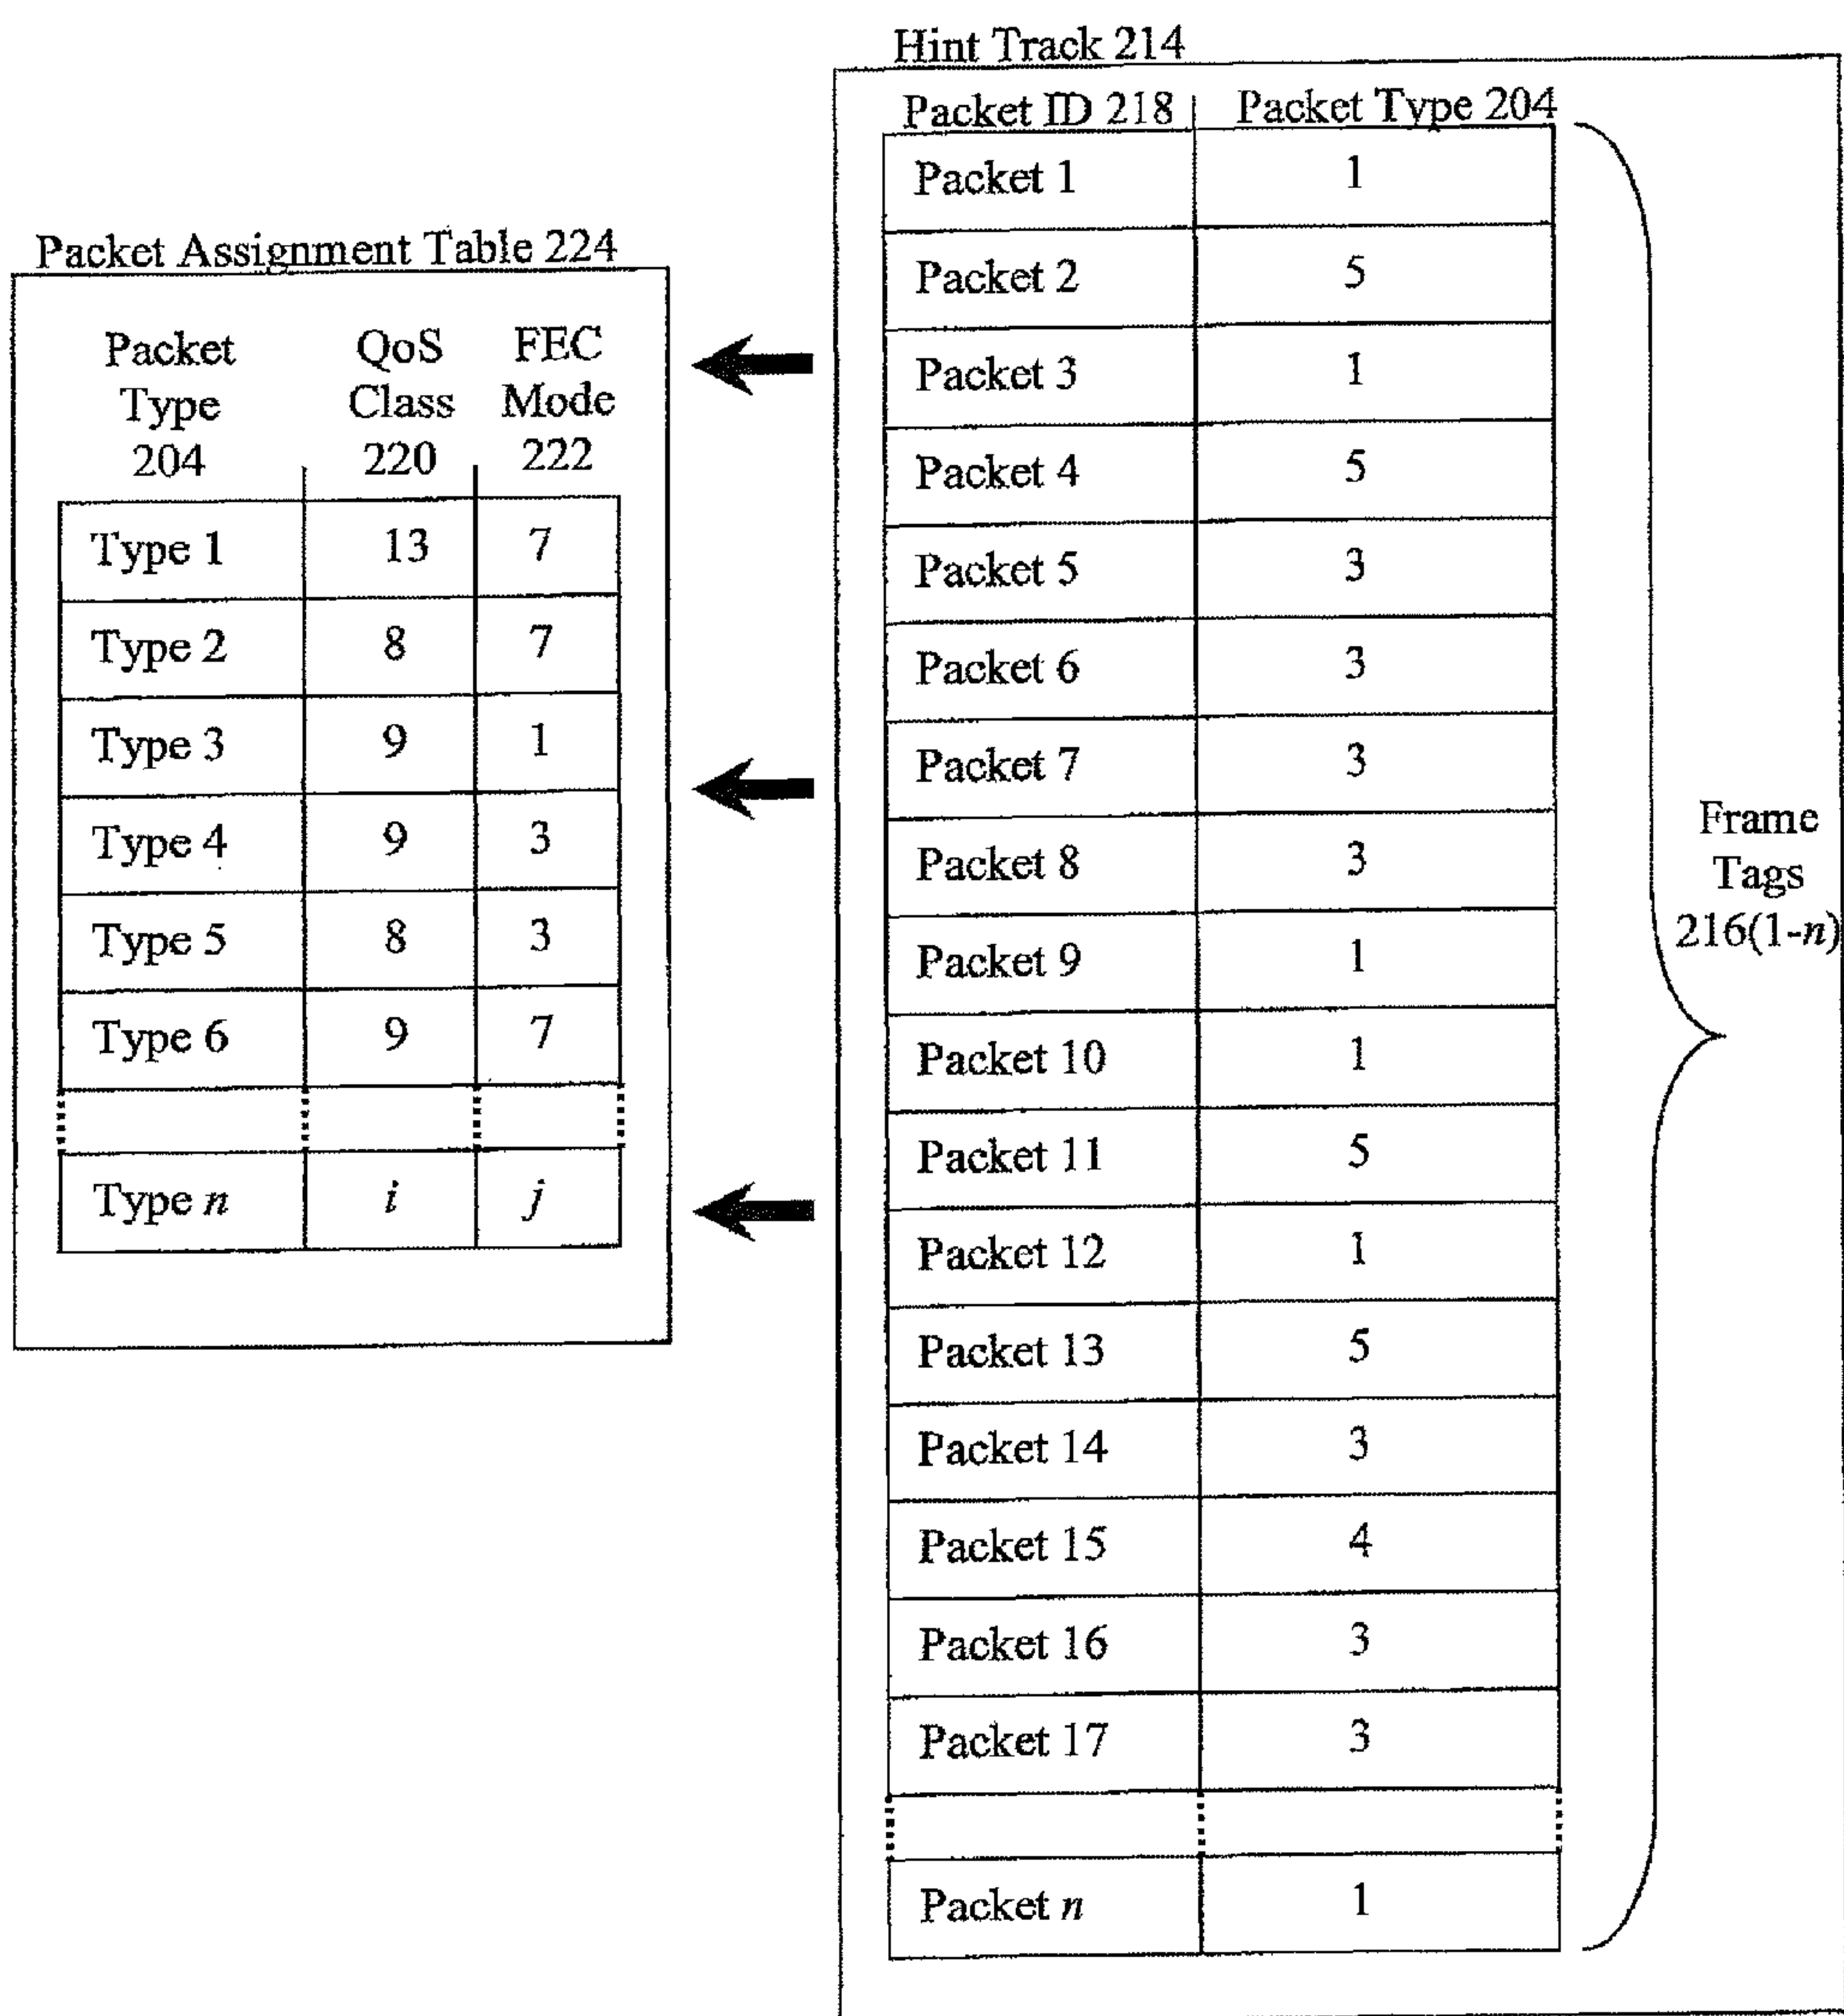 Hint Track 214
Packet ID 218 Packet Type 204
Packet 1 1
Packet 2 5
Packet 3 1
Packet 4 5
Packet 5 3
Packet 6 3
Packet 7 3
Packet 8 3
Packet 9 1
Packet 10 1
Packet 11 5
Packet 12 1
Packet 13 5
Packet 14 3
Packet 15 4
Packet 16 3
Packet 17 3
Packet n 1
Frame
Tags
216(1-n)
Packet Assignment Table 224
Packet QoS FEC
Type Class Mode
204 220 222
Type 1 13 7
Type 2 8 7
Type 3 9 1
Type 4 9 3
Type 5 8 3
Type 6 9 7
Type n i j